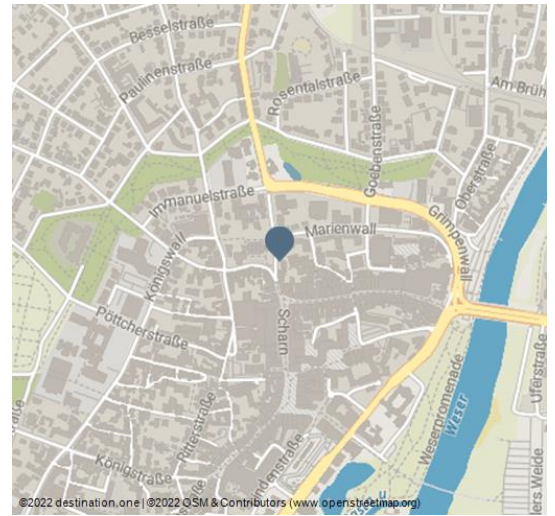 Besselstraße
Paulinenstraße
Rosentalstraße
Am Brüh
Goebenstraße
Oberstraße
Immanuelstraße
Marienwall
Grimpenwall
Königswall
Scharn
Pöttcherstraße
Ritterstraße
Königstraße
Weserpromenade
Weser
Uferstraße
©2022 destination.one | ©2022 OSM & Contributors (www.openstreetmap.org)